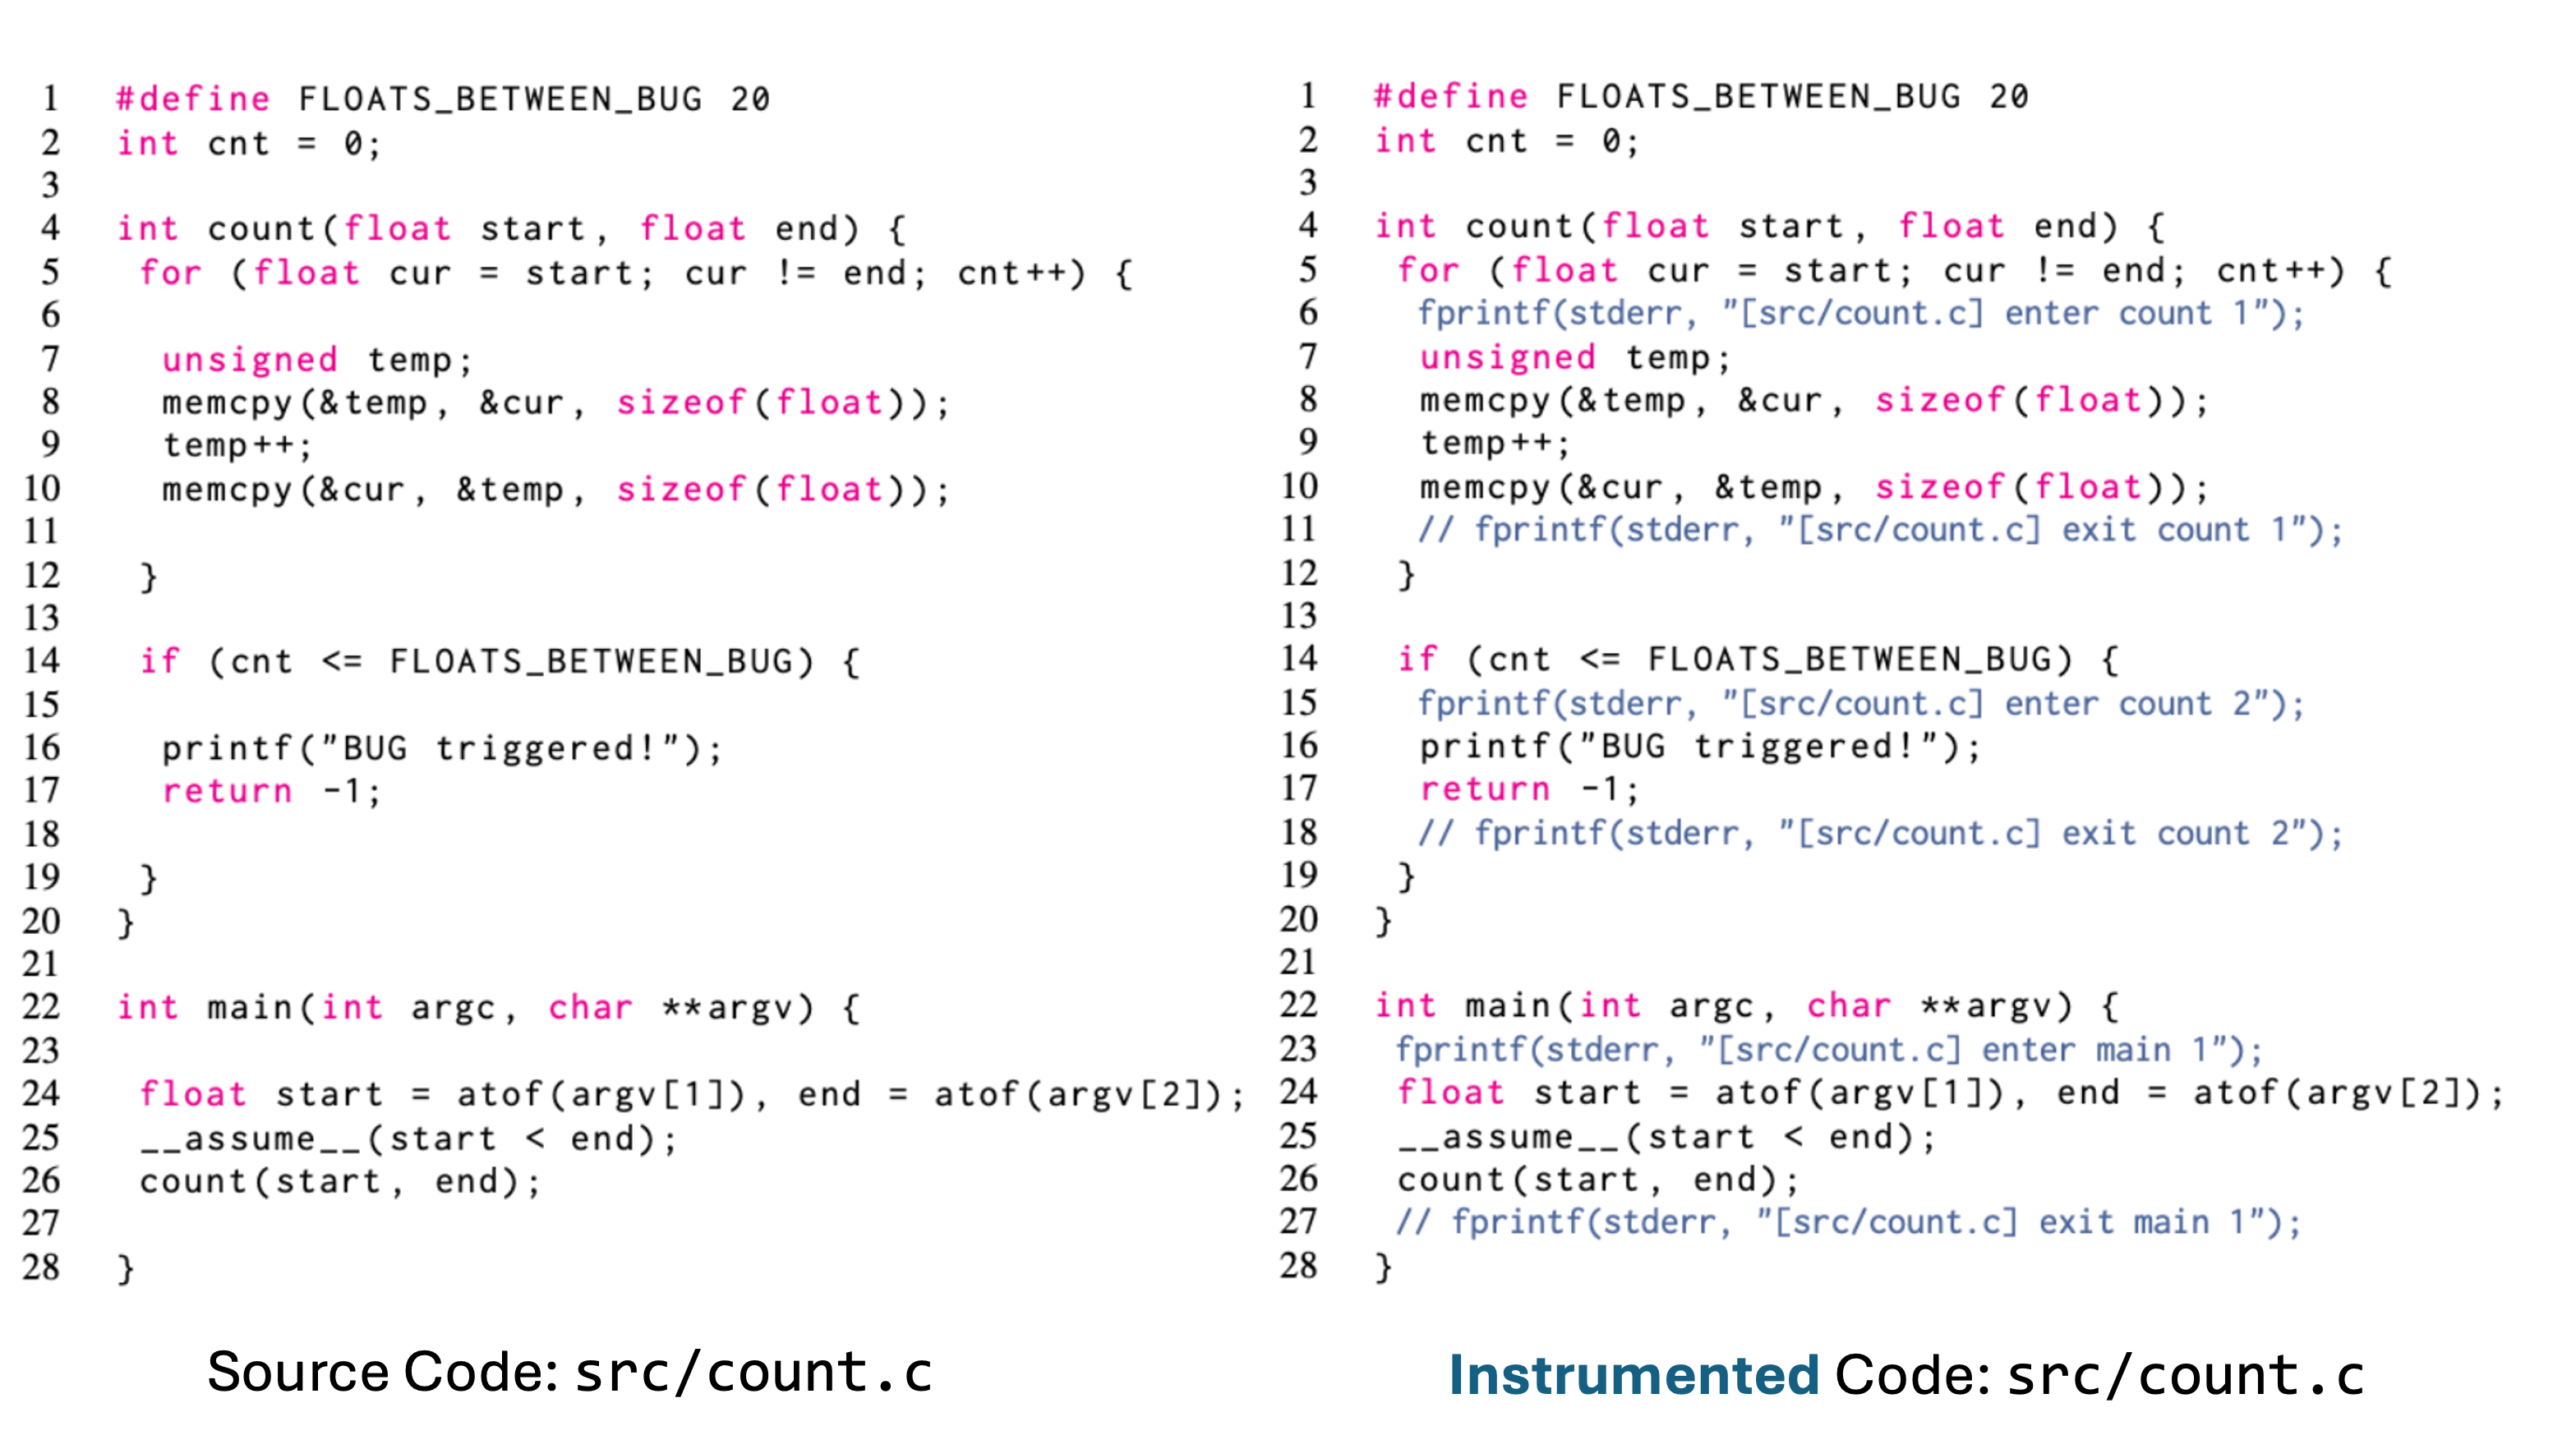 1 #define FLOATS_BETWEEN_BUG 20
2 int cnt = 0;
3
4 int count(float start, float end) {
5 for (float cur = start; cur != end; cnt++) {
6
7 unsigned temp;
8 memcpy(&temp, &cur, sizeof(float));
9 temp++;
10 memcpy(&cur, &temp, sizeof(float));
11
12 }
13
14 if (cnt <= FLOATS_BETWEEN_BUG) {
15
16 printf("BUG triggered!");
17 return -1;
18
19 }
20 }
21
22 int main(int argc, char **argv) {
23
24 float start = atof(argv[1]), end = atof(argv[2]);
25 __assume__(start < end);
26 count(start, end);
27
28 }
Source Code: src/count.c
1 #define FLOATS_BETWEEN_BUG 20
2 int cnt = 0;
3
4 int count(float start, float end) {
5 for (float cur = start; cur != end; cnt++) {
6 fprintf(stderr, "[src/count.c] enter count 1");
7 unsigned temp;
8 memcpy(&temp, &cur, sizeof(float));
9 temp++;
10 memcpy(&cur, &temp, sizeof(float));
11 // fprintf(stderr, "[src/count.c] exit count 1");
12 }
13
14 if (cnt <= FLOATS_BETWEEN_BUG) {
15 fprintf(stderr, "[src/count.c] enter count 2");
16 printf("BUG triggered!");
17 return -1;
18 // fprintf(stderr, "[src/count.c] exit count 2");
19 }
20 }
21
22 int main(int argc, char **argv) {
23 fprintf(stderr, "[src/count.c] enter main 1");
24 float start = atof(argv[1]), end = atof(argv[2]);
25 __assume__(start < end);
26 count(start, end);
27 // fprintf(stderr, "[src/count.c] exit main 1");
28 }
Instrumented Code: src/count.c